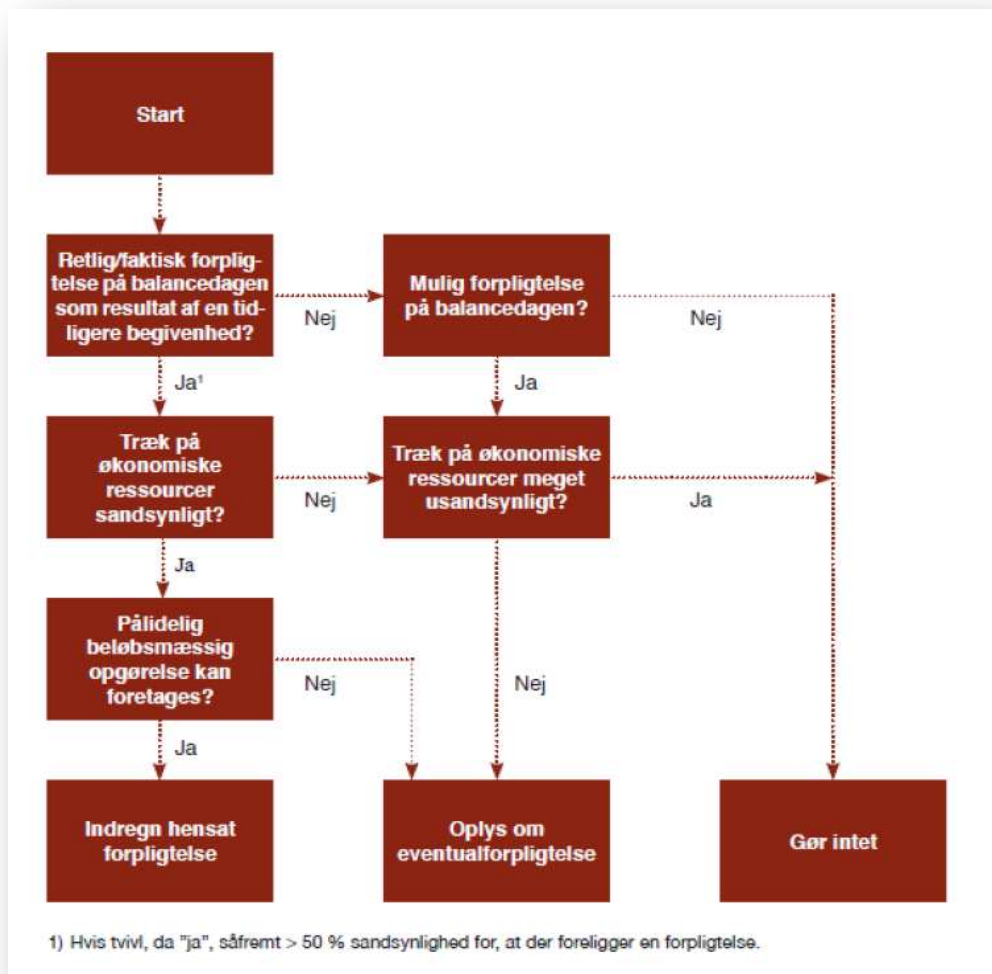 Start
Retlig/faktisk forplig-
telse på balancedagen
som resultat af en tid-
ligere begivenhed?
Nej
Mulig forpligtelse
på balancedagen?
Nej
Ja¹
Ja
Træk på
økonomiske
ressourcer
sandsynligt?
Nej
Træk på økonomiske
ressourcer meget
usandsynligt?
Ja
Ja
Pålidelig
beløbsmæssig
opgørelse kan
foretages?
Nej
Nej
Ja
Indregn hensat
forpligtelse
Oplys om
eventualforpligtelse
Gør intet
1) Hvis tvivl, da ”ja”, såfremt > 50 % sandsynlighed for, at der foreligger en forpligtelse.